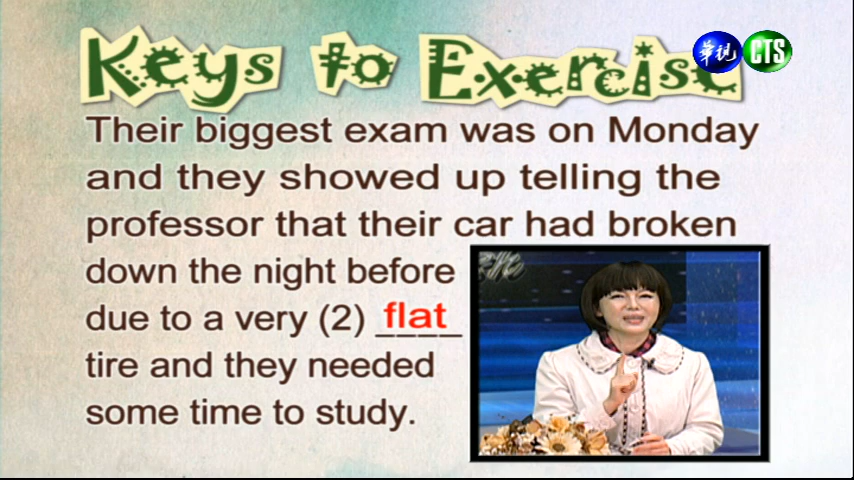 Keys to Exercise
華視 CTS
Their biggest exam was on Monday
and they showed up telling the
professor that their car had broken
down the night before
due to a very (2) flat
tire and they needed
some time to study.